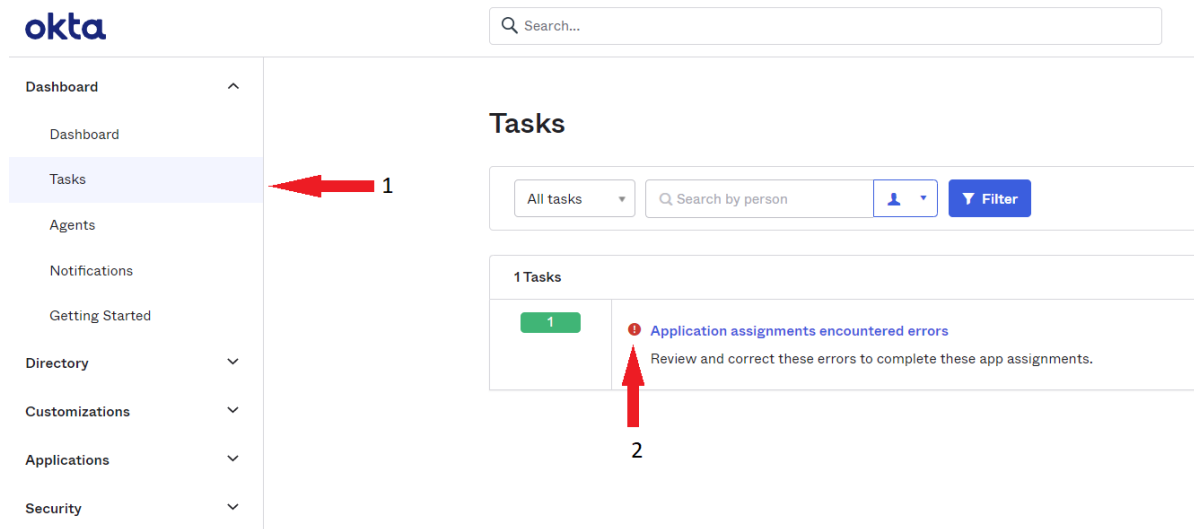 okta
Search...
Dashboard
Dashboard
Tasks
Agents
Notifications
Getting Started
Directory
Customizations
Applications
Security
1
Tasks
All tasks
Search by person
Filter
1 Tasks
1
Application assignments encountered errors
Review and correct these errors to complete these app assignments.
2